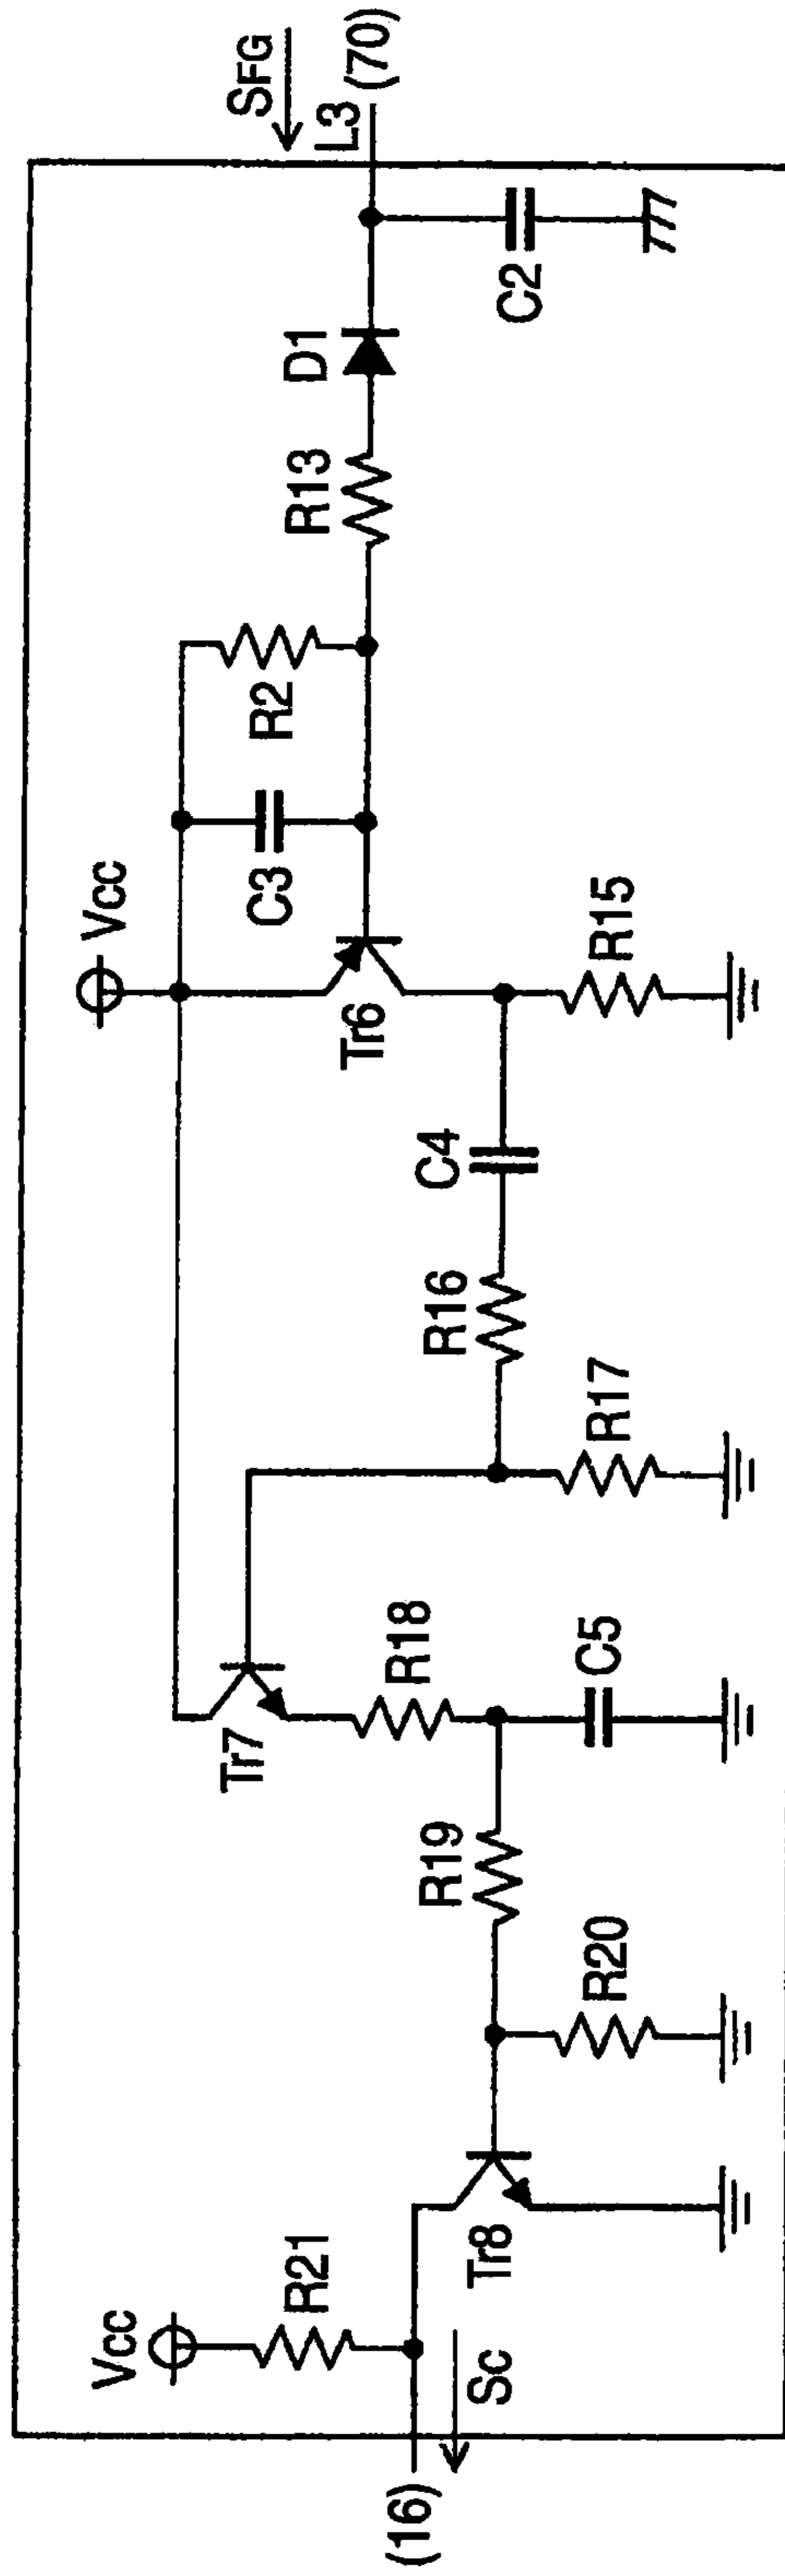 Vcc
Vcc
SFG
L3
(70)
D1
R13
R2
C3
C2
Tr6
R15
C4
R16
R17
Tr7
R18
C5
R19
R20
Tr8
R21
Sc
(16)